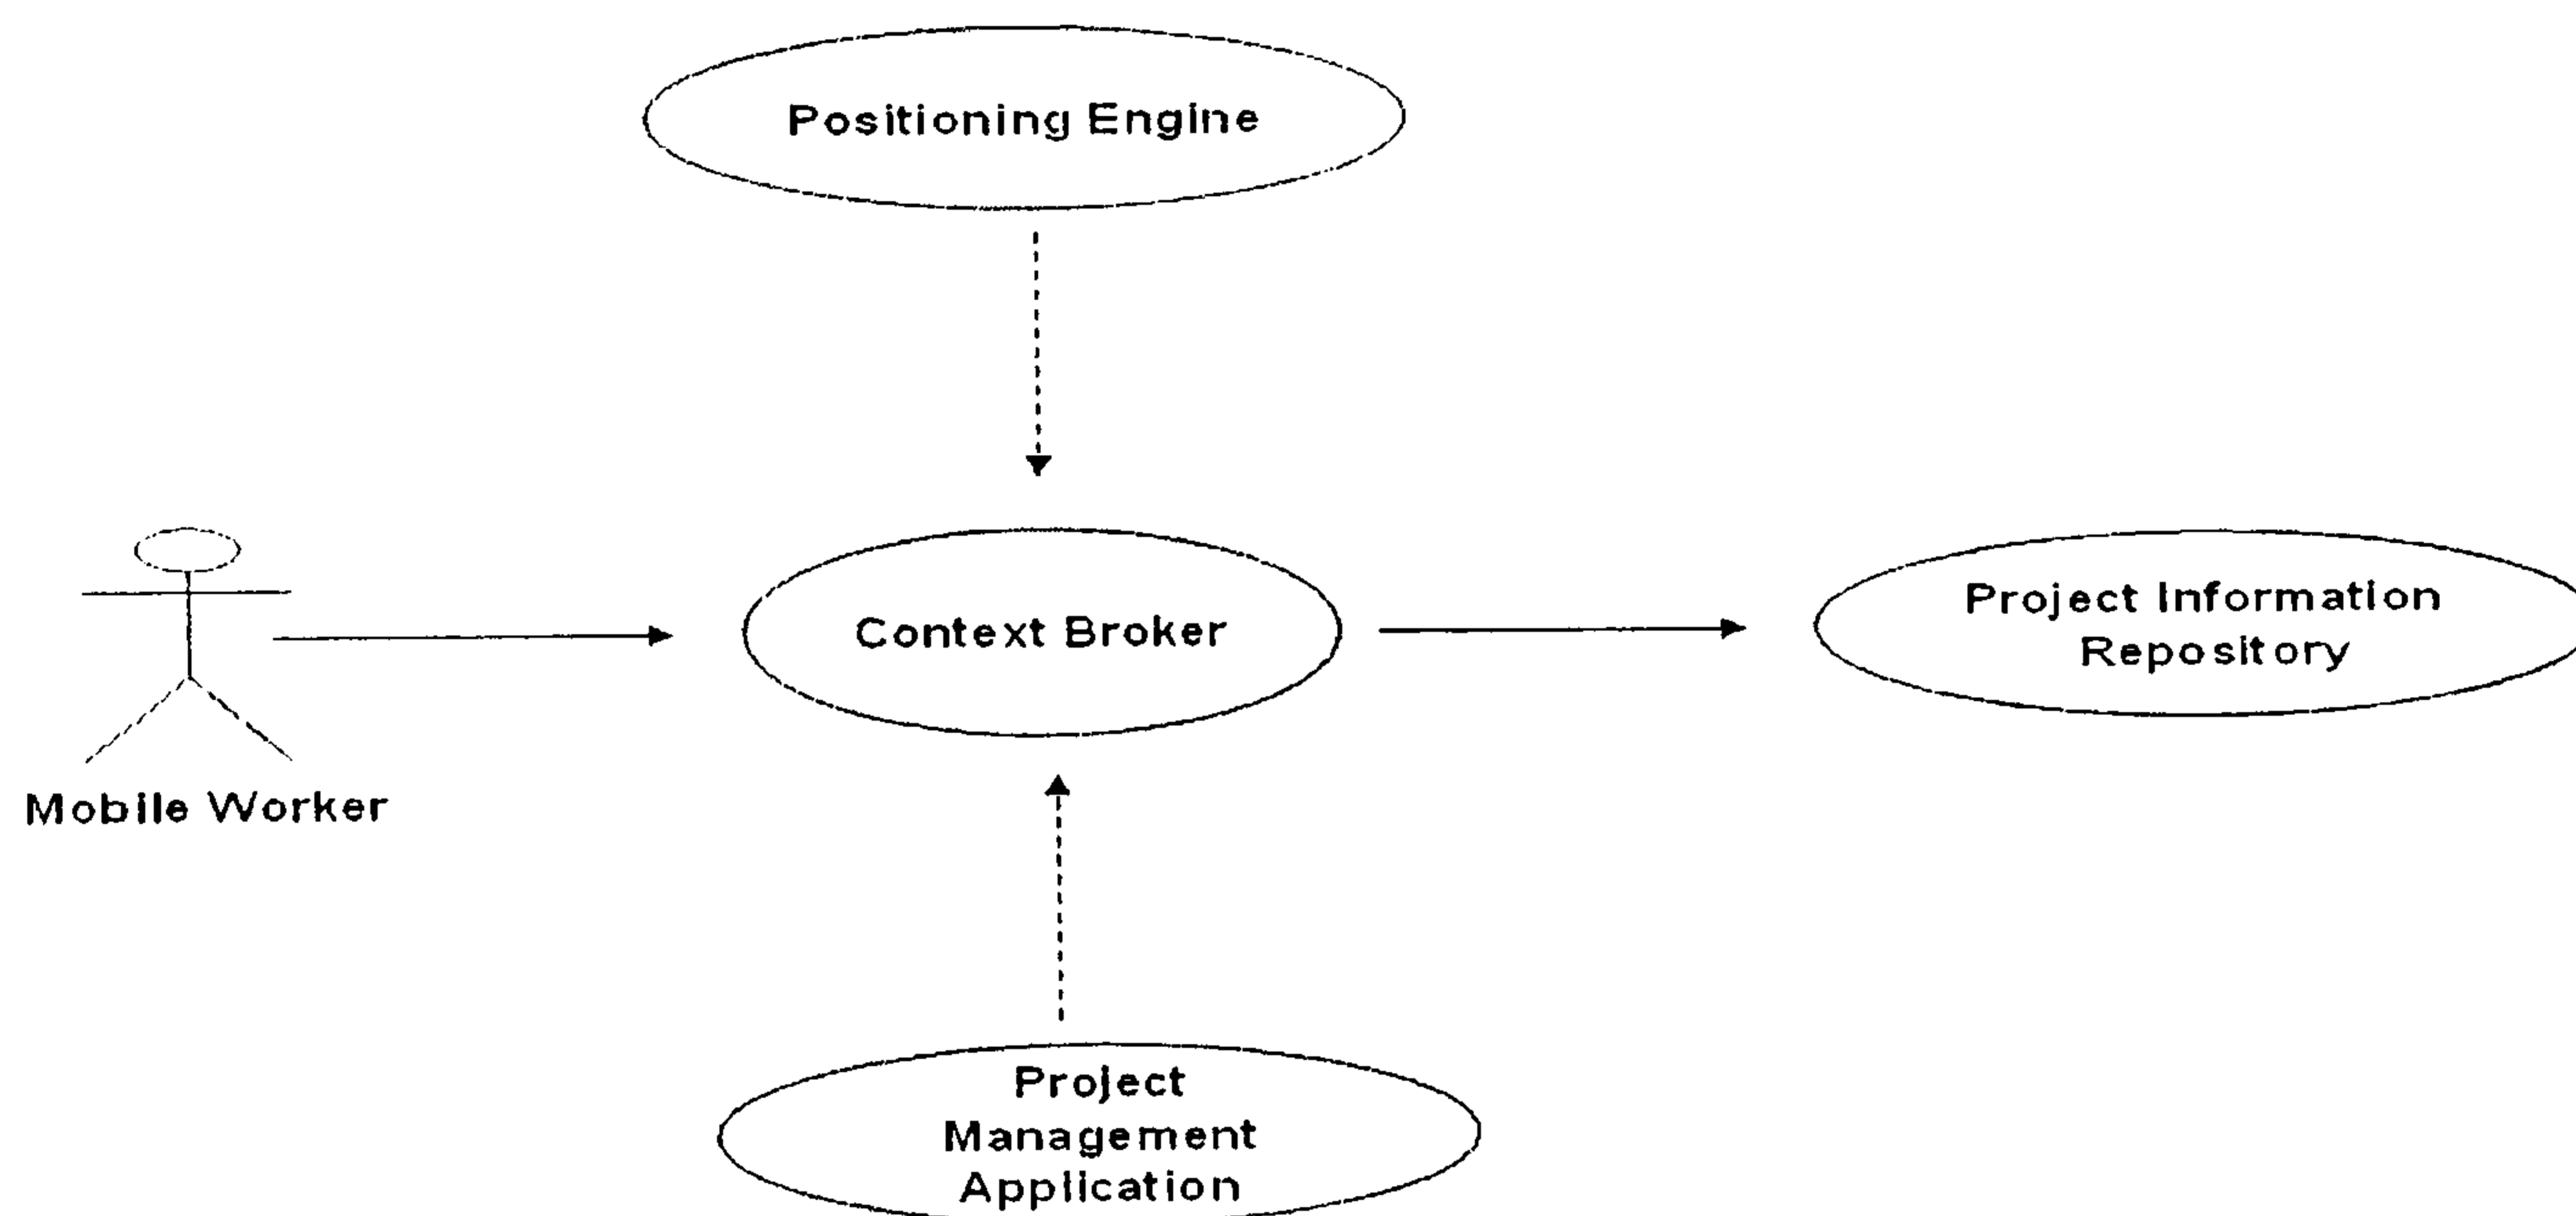 Positioning Engine
Context Broker
Project Information
Repository
Mobile Worker
Project
Management
Application